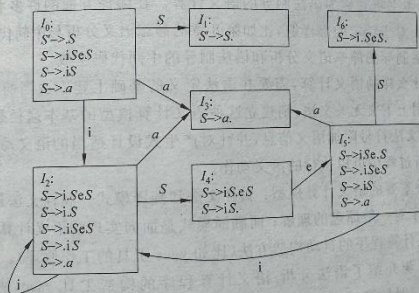 I₀:
S'->.S
S->.iSeS
S->.iS
S->.a
S
I₁:
S'->S.
I₆:
S->i.SeS
S
a
I₃:
S->a.
a
a
i
I₂:
S->i.SeS
S->i.S
S->.iSeS
S->.iS
S->.a
S
I₄:
S->iS.eS
S->iS.
e
I₅:
S->iSe.S
S->.iSeS
S->.iS
S->.a
i
i